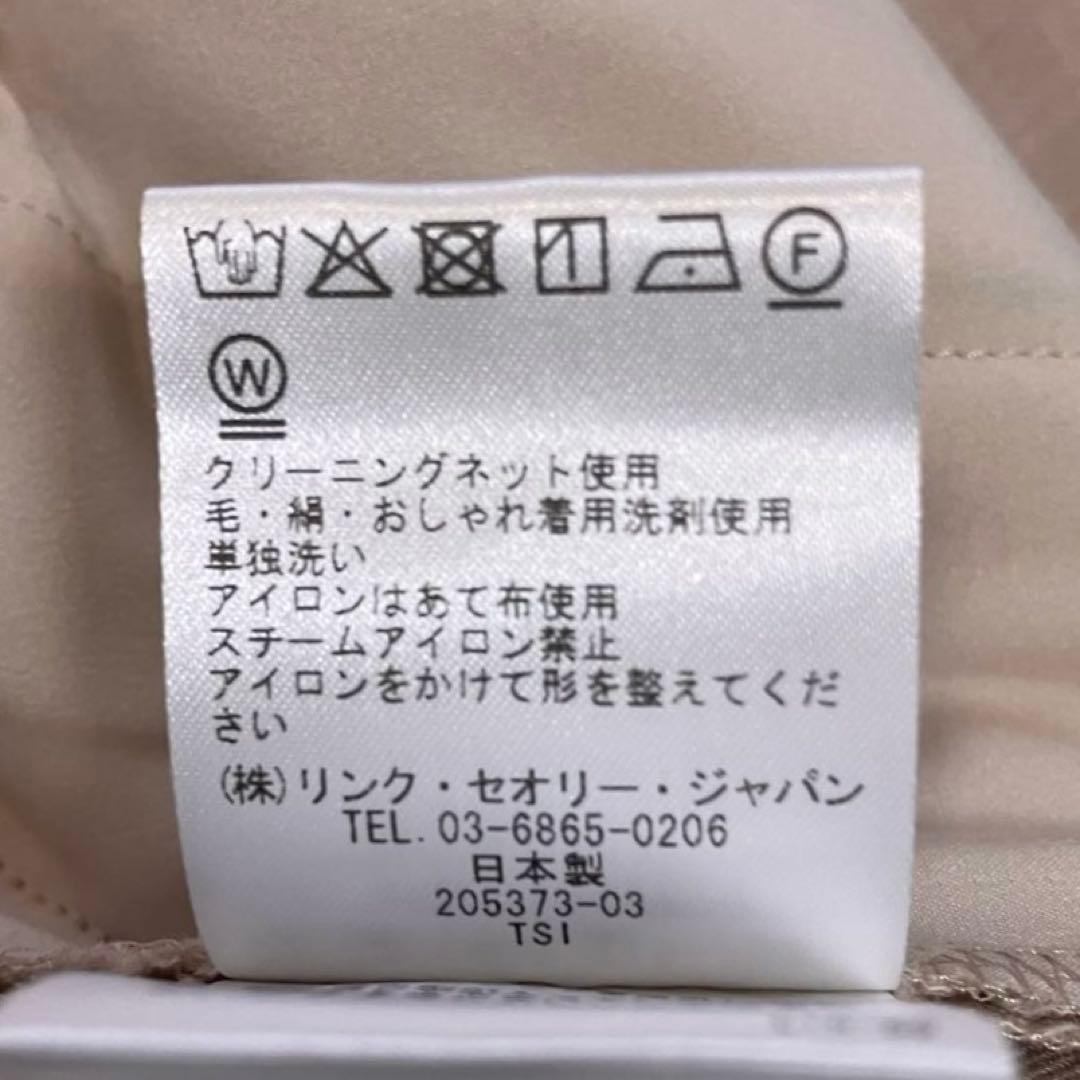 F
W
クリーニングネット使用
毛・絹・おしゃれ着用洗剤使用
単独洗い
アイロンはあて布使用
スチームアイロン禁止
アイロンをかけて形を整えてくだ
さい
(株)リンク・セオリー・ジャパン
TEL. 03-6865-0206
日本製
205373-03
TSI